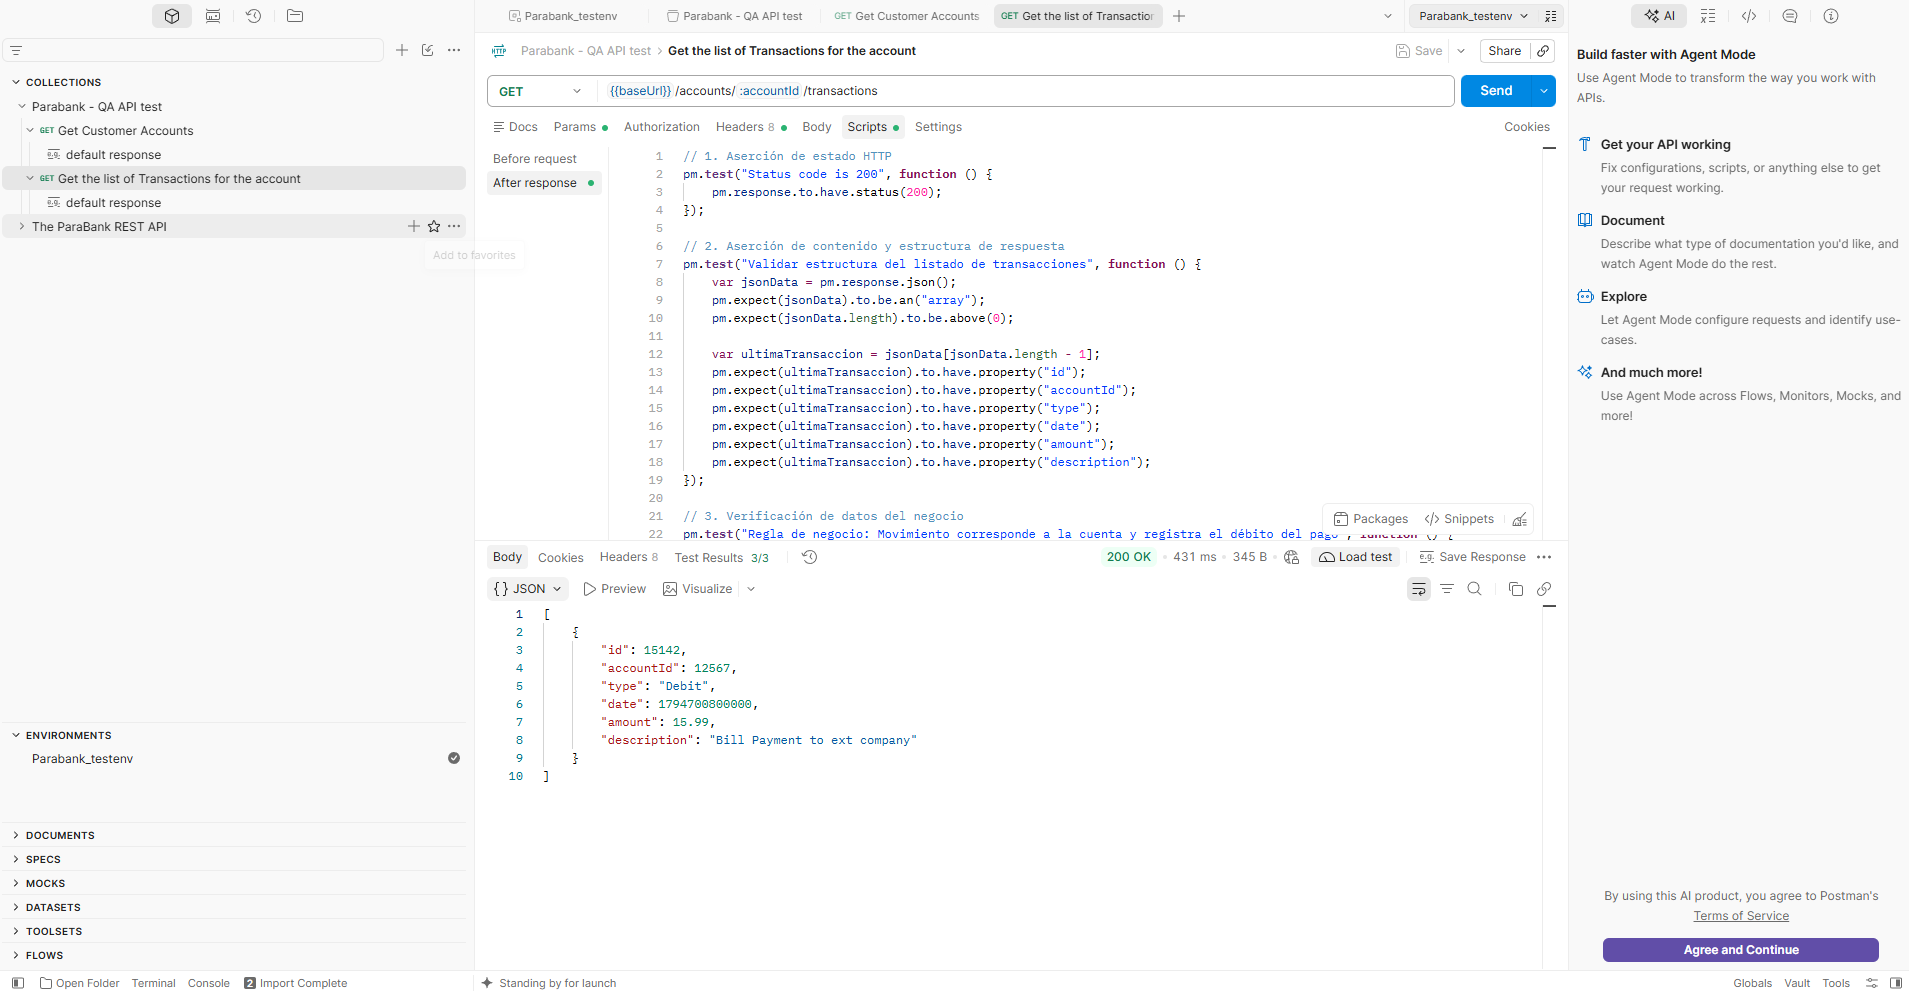 Parabank_testenv
Parabank - QA API test
GET Get Customer Accounts
GET Get the list of Transaction
Parabank_testenv
AI
COLLECTIONS
Parabank - QA API test
GET Get Customer Accounts
default response
GET Get the list of Transactions for the account
default response
The ParaBank REST API
Add to favorites
ENVIRONMENTS
Parabank_testenv
DOCUMENTS
SPECS
MOCKS
DATASETS
TOOLSETS
FLOWS
HTTP Parabank - QA API test > Get the list of Transactions for the account
Save
Share
GET
{{baseUrl}} /accounts/ :accountId /transactions
Send
Docs Params Authorization Headers 8 Body Scripts Settings
Cookies
Before request
After response
1 // 1. Aserción de estado HTTP
2 pm.test("Status code is 200", function () {
3 pm.response.to.have.status(200);
4 });
5
6 // 2. Aserción de contenido y estructura de respuesta
7 pm.test("Validar estructura del listado de transacciones", function () {
8 var jsonData = pm.response.json();
9 pm.expect(jsonData).to.be.an("array");
10 pm.expect(jsonData.length).to.be.above(0);
11
12 var ultimaTransaccion = jsonData[jsonData.length - 1];
13 pm.expect(ultimaTransaccion).to.have.property("id");
14 pm.expect(ultimaTransaccion).to.have.property("accountId");
15 pm.expect(ultimaTransaccion).to.have.property("type");
16 pm.expect(ultimaTransaccion).to.have.property("date");
17 pm.expect(ultimaTransaccion).to.have.property("amount");
18 pm.expect(ultimaTransaccion).to.have.property("description");
19 });
20
21 // 3. Verificación de datos del negocio
22 pm.test("Regla de negocio: Movimiento corresponde a la cuenta y registra el débito del pago", function () {
Packages
Snippets
Body Cookies Headers 8 Test Results 3/3
200 OK • 431 ms • 345 B •
Load test
e.g. Save Response
{} JSON
Preview
Visualize
1 [
2 {
3 "id": 15142,
4 "accountId": 12567,
5 "type": "Debit",
6 "date": 1794700800000,
7 "amount": 15.99,
8 "description": "Bill Payment to ext company"
9 }
10 ]
Build faster with Agent Mode
Use Agent Mode to transform the way you work with
APIs.
Get your API working
Fix configurations, scripts, or anything else to get
your request working.
Document
Describe what type of documentation you'd like, and
watch Agent Mode do the rest.
Explore
Let Agent Mode configure requests and identify use-
cases.
And much more!
Use Agent Mode across Flows, Monitors, Mocks, and
more!
By using this AI product, you agree to Postman's
Terms of Service
Agree and Continue
Open Folder
Terminal
Console
2 Import Complete
Standing by for launch
Globals
Vault
Tools